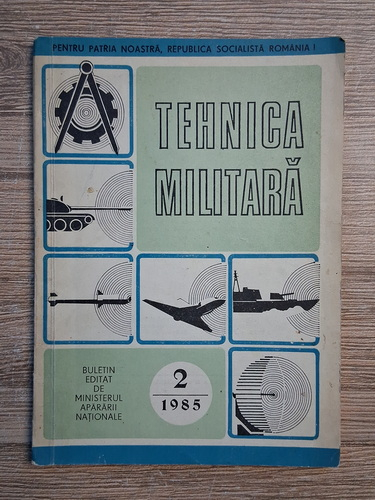 PENTRU PATRIA NOASTRĂ, REPUBLICA SOCIALISTĂ ROMÂNIA !
TEHNICA
MILITARĂ
BULETIN
EDITAT
DE
MINISTERUL
APĂRĂRII
NAȚIONALE
2
1985